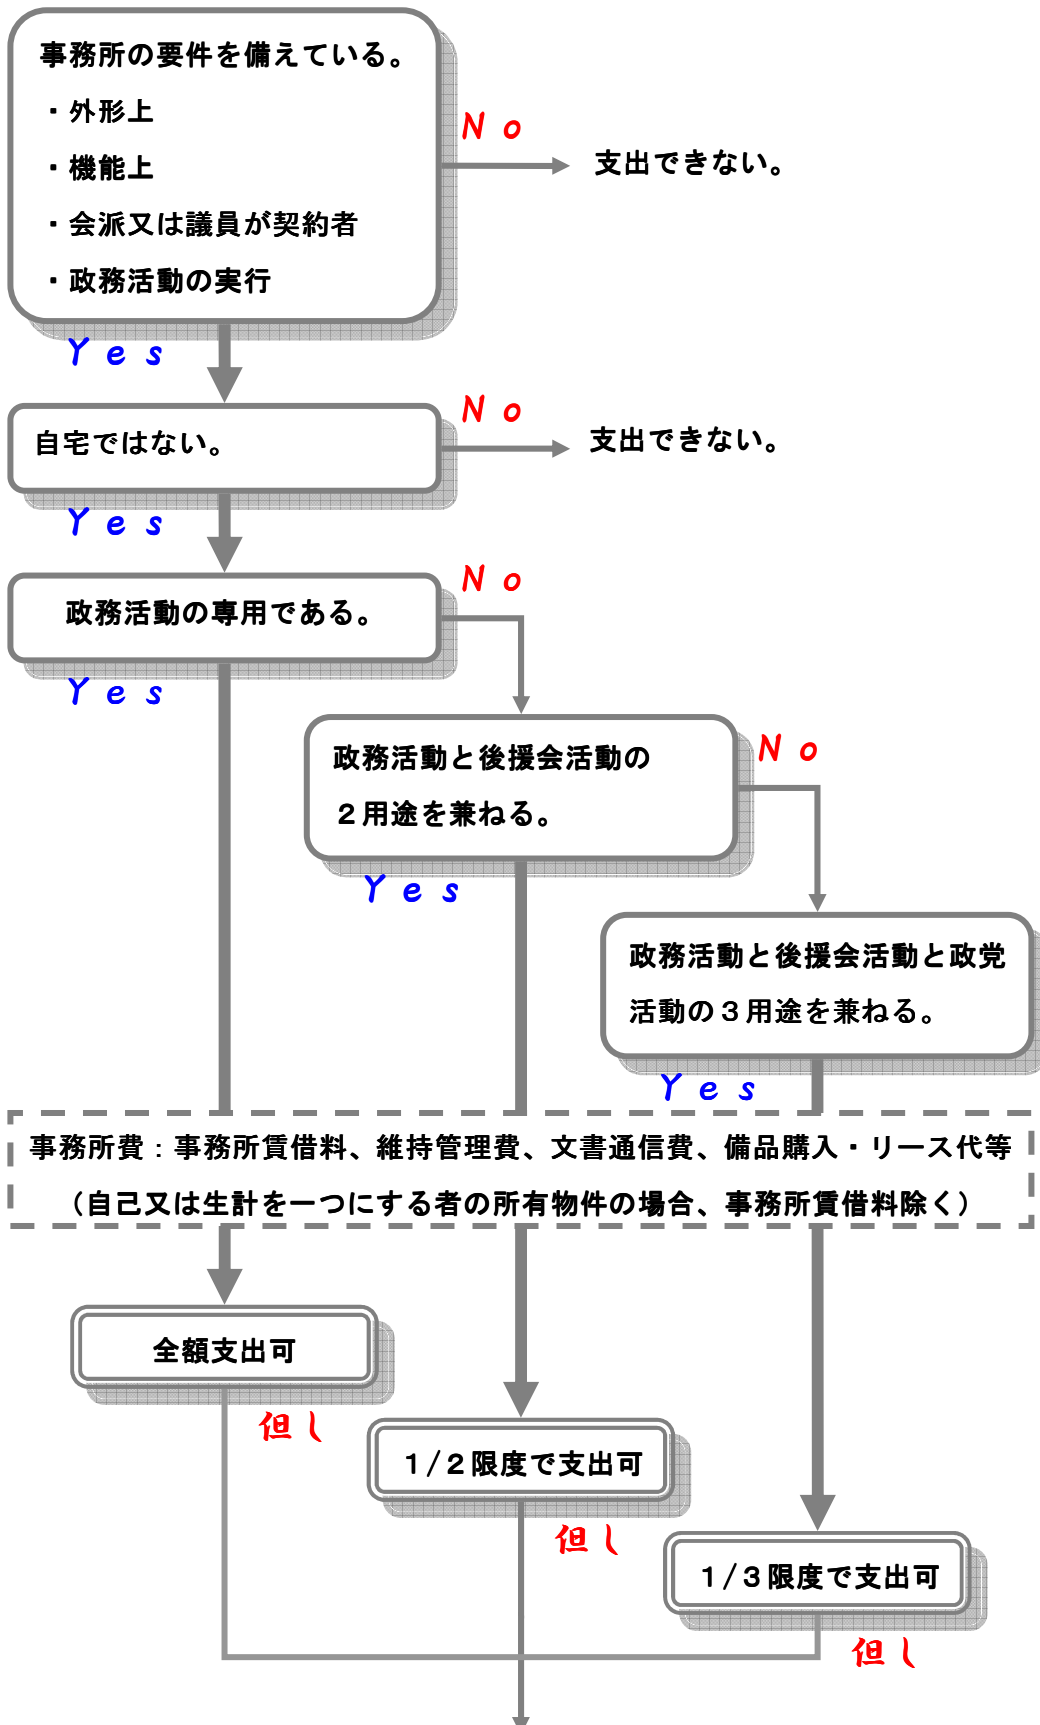 事務所の要件を備えている。
・外形上
・機能上
・会派又は議員が契約者
・政務活動の実行
No
支出できない。
Yes
自宅ではない。
No
支出できない。
Yes
政務活動の専用である。
No
Yes
政務活動と後援会活動の
２用途を兼ねる。
No
Yes
政務活動と後援会活動と政党
活動の３用途を兼ねる。
Yes
事務所費：事務所賃借料、維持管理費、文書通信費、備品購入・リース代等
（自己又は生計を一つにする者の所有物件の場合、事務所賃借料除く）
全額支出可
但し
１/２限度で支出可
但し
１/３限度で支出可
但し